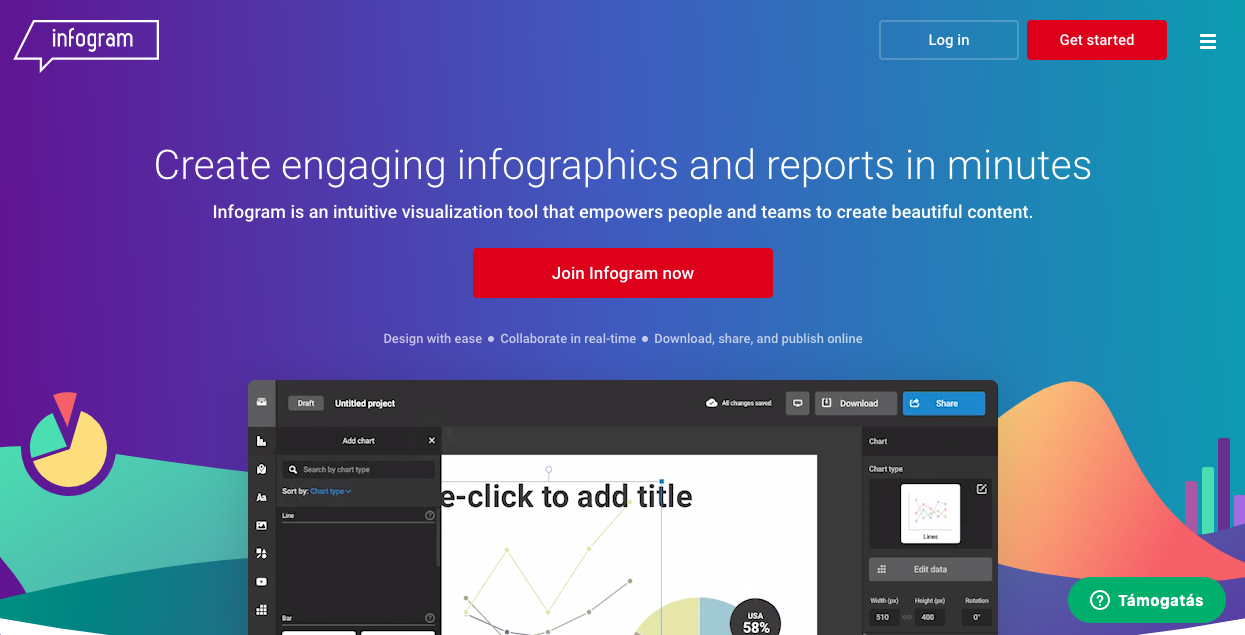 infogram
Log in
Get started
Create engaging infographics and reports in minutes
Infogram is an intuitive visualization tool that empowers people and teams to create beautiful content.
Join Infogram now
Design with ease ● Collaborate in real-time ● Download, share, and publish online
Draft
Untitled project
All changes saved
Download
Share
Add chart
Search by chart type
Sort by: Chart type
Line
Bar
e-click to add title
USA
58%
Chart
Chart type
Lines
Edit data
Width (px) Height (px) Rotation
510 400 0°
Támogatás